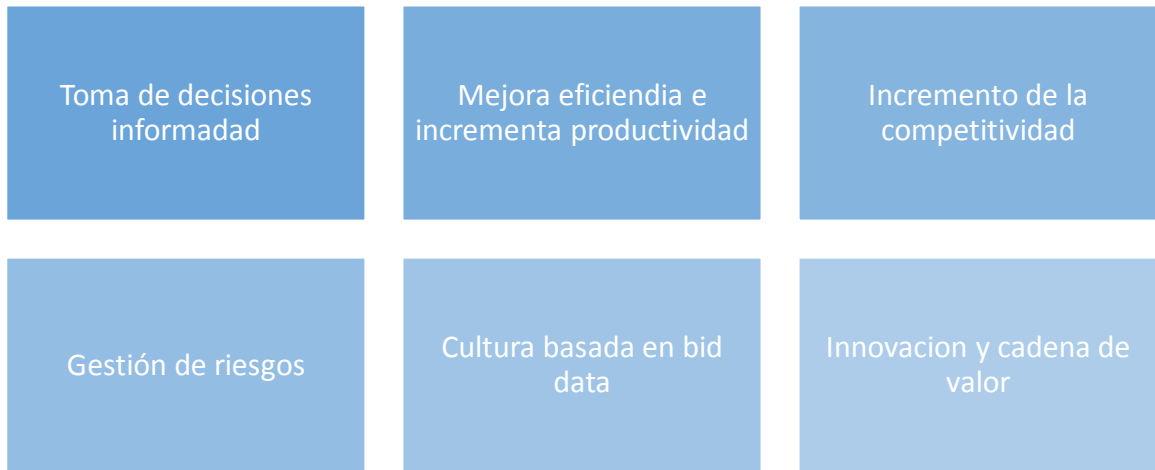 Toma de decisiones
informadad
Mejora eficiendia e
incrementa productividad
Incremento de la
competitividad
Gestión de riesgos
Cultura basada en bid
data
Innovacion y cadena de
valor